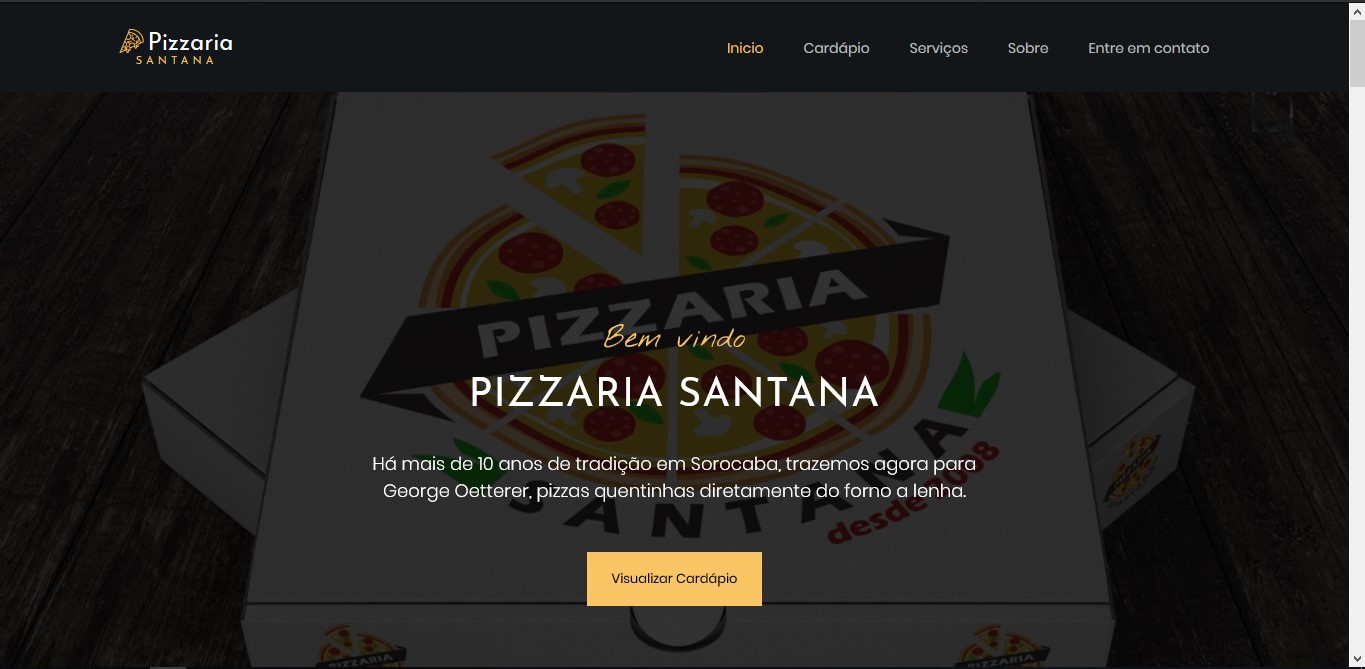 Pizzaria
SANTANA
Inicio
Cardápio
Serviços
Sobre
Entre em contato
PIZZARIA
Bem vindo
PIZZARIA SANTANA
Há mais de 10 anos de tradição em Sorocaba, trazemos agora para
George Oetterer, pizzas quentinhas diretamente do forno a lenha.
SANTANA
desde2008
Visualizar Cardápio
PIZZARIA
PIZZARIA